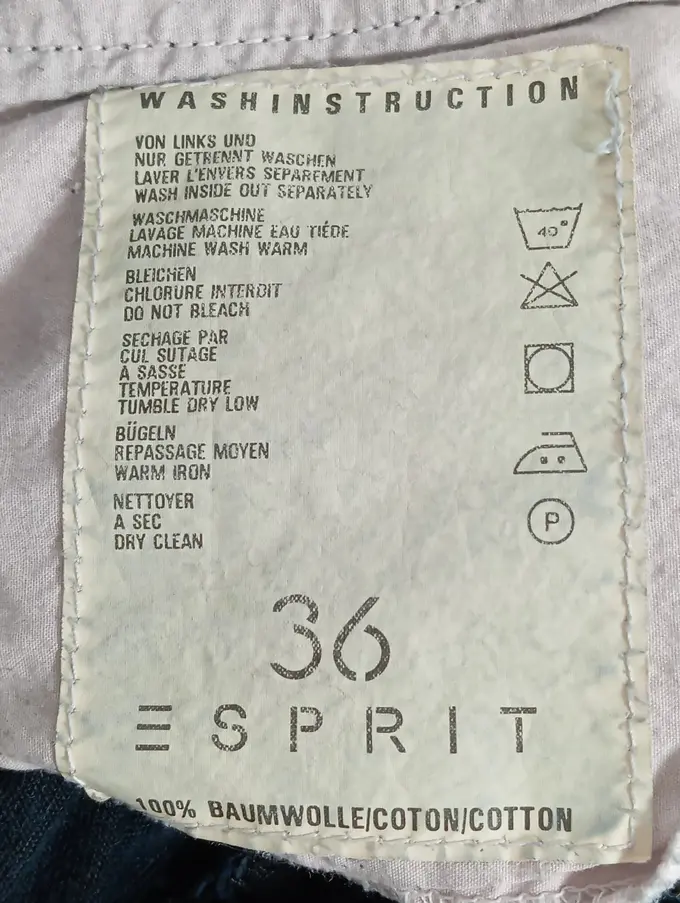 WASHINSTRUCTION
VON LINKS UND
NUR GETRENNT WASCHEN
LAVER L'ENVERS SEPAREMENT
WASH INSIDE OUT SEPARATELY
WASCHMASCHINE
LAVAGE MACHINE EAU TIÉDE
MACHINE WASH WARM
40°
BLEICHEN
CHLORURE INTERDIT
DO NOT BLEACH
SECHAGE PAR
CUL SUTAGE
A SASSE
TEMPERATURE
TUMBLE DRY LOW
BÜGELN
REPASSAGE MOYEN
WARM IRON
NETTOYER
A SEC
DRY CLEAN
P
36
ESPRIT
100% BAUMWOLLE/COTON/COTTON